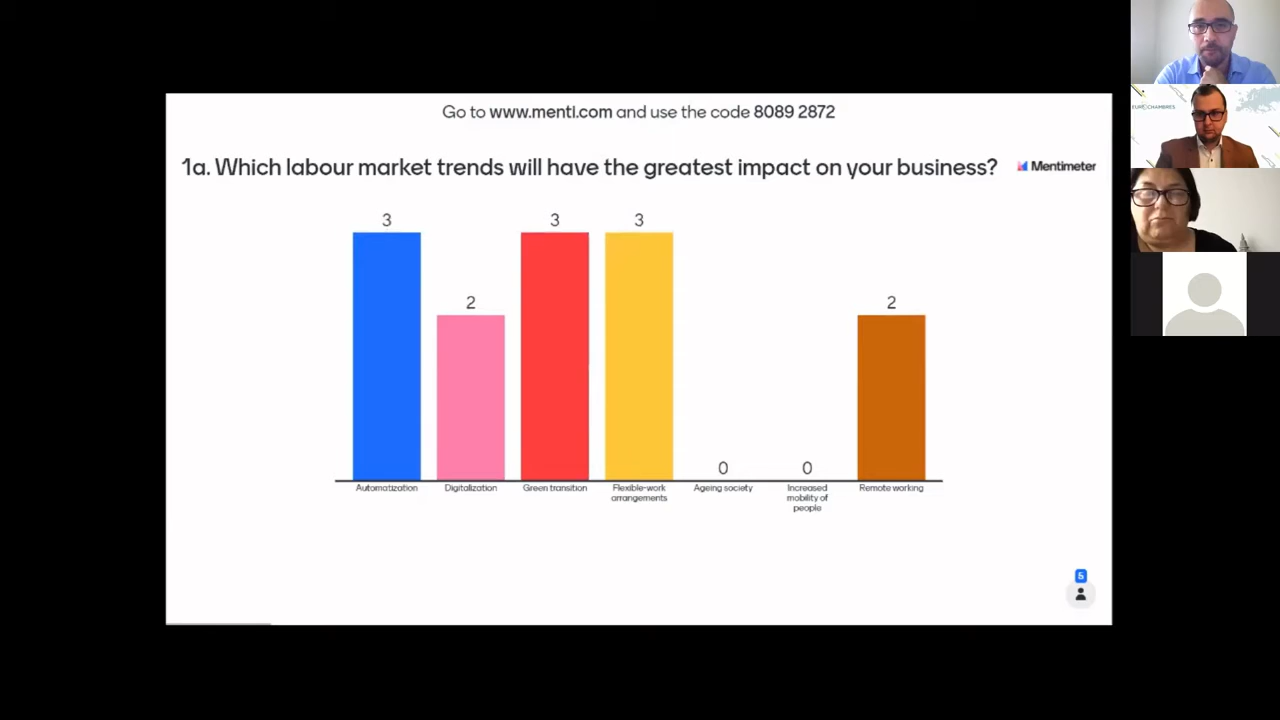 Go to www.menti.com and use the code 8089 2872
1a. Which labour market trends will have the greatest impact on your business?
Mentimeter
3
2
3
3
0
0
2
Automatization
Digitalization
Green transition
Flexible-work
arrangements
Ageing society
Increased
mobility of
people
Remote working
5
EUROCHAMBRES